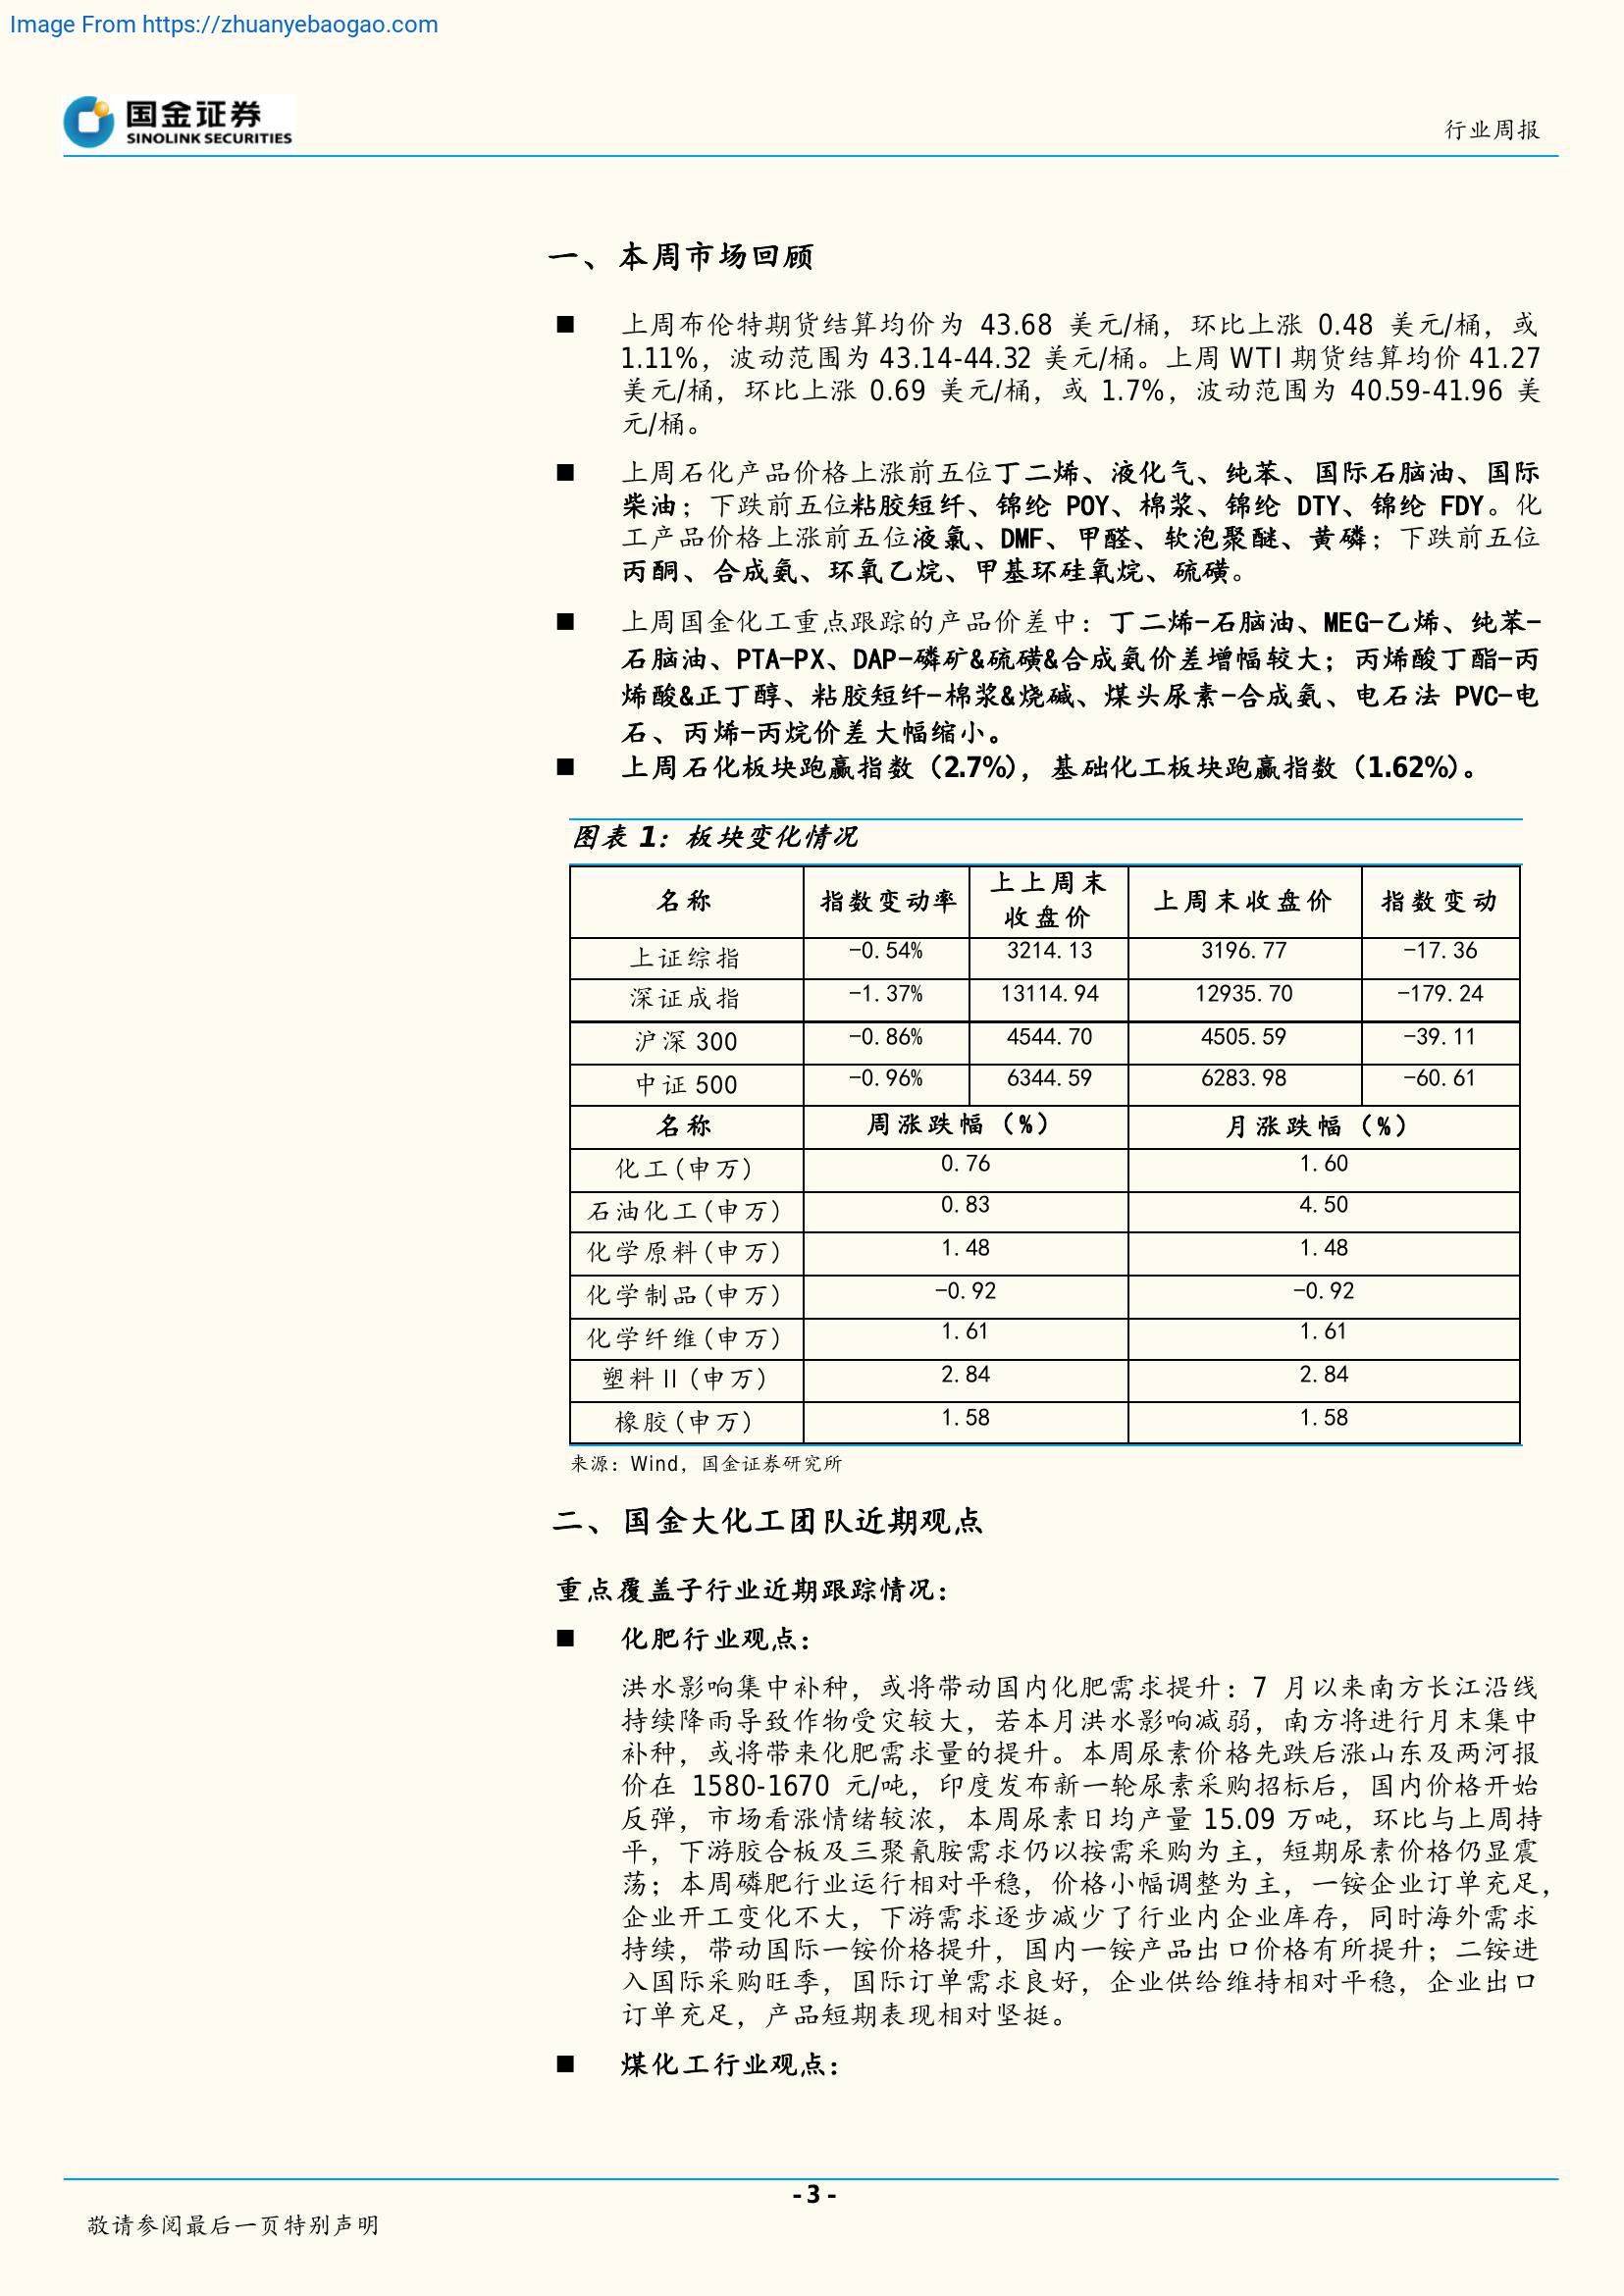 Image From https://zhuanyebaogao.com
国金证券
SINOLINK SECURITIES
行业周报
一、本周市场回顾
■ 上周布伦特期货结算均价为 43.68 美元/桶，环比上涨 0.48 美元/桶，或
1.11%，波动范围为 43.14-44.32 美元/桶。上周 WTI 期货结算均价 41.27
美元/桶，环比上涨 0.69 美元/桶，或 1.7%，波动范围为 40.59-41.96 美
元/桶。
■ 上周石化产品价格上涨前五位丁二烯、液化气、纯苯、国际石脑油、国际
柴油；下跌前五位粘胶短纤、锦纶 POY、棉浆、锦纶 DTY、锦纶 FDY。化
工产品价格上涨前五位液氯、DMF、甲醛、软泡聚醚、黄磷；下跌前五位
丙酮、合成氨、环氧乙烷、甲基环硅氧烷、硫磺。
■ 上周国金化工重点跟踪的产品价差中：丁二烯-石脑油、MEG-乙烯、纯苯-
石脑油、PTA-PX、DAP-磷矿&硫磺&合成氨价差增幅较大；丙烯酸丁酯-丙
烯酸&正丁醇、粘胶短纤-棉浆&烧碱、煤头尿素-合成氨、电石法 PVC-电
石、丙烯-丙烷价差大幅缩小。
■ 上周石化板块跑赢指数（2.7%），基础化工板块跑赢指数（1.62%）。
图表 1：板块变化情况
名称 指数变动率 上上周末收盘价 上周末收盘价 指数变动
上证综指 -0.54% 3214.13 3196.77 -17.36
深证成指 -1.37% 13114.94 12935.70 -179.24
沪深 300 -0.86% 4544.70 4505.59 -39.11
中证 500 -0.96% 6344.59 6283.98 -60.61
名称 周涨跌幅（%） 月涨跌幅（%）
化工(申万) 0.76 1.60
石油化工(申万) 0.83 4.50
化学原料(申万) 1.48 1.48
化学制品(申万) -0.92 -0.92
化学纤维(申万) 1.61 1.61
塑料 II (申万) 2.84 2.84
橡胶(申万) 1.58 1.58
来源：Wind，国金证券研究所
二、国金大化工团队近期观点
重点覆盖子行业近期跟踪情况：
■ 化肥行业观点：
洪水影响集中补种，或将带动国内化肥需求提升：7 月以来南方长江沿线
持续降雨导致作物受灾较大，若本月洪水影响减弱，南方将进行月末集中
补种，或将带来化肥需求量的提升。本周尿素价格先跌后涨山东及两河报
价在 1580-1670 元/吨，印度发布新一轮尿素采购招标后，国内价格开始
反弹，市场看涨情绪较浓，本周尿素日均产量 15.09 万吨，环比与上周持
平，下游胶合板及三聚氰胺需求仍以按需采购为主，短期尿素价格仍显震
荡；本周磷肥行业运行相对平稳，价格小幅调整为主，一铵企业订单充足，
企业开工变化不大，下游需求逐步减少了行业内企业库存，同时海外需求
持续，带动国际一铵价格提升，国内一铵产品出口价格有所提升；二铵进
入国际采购旺季，国际订单需求良好，企业供给维持相对平稳，企业出口
订单充足，产品短期表现相对坚挺。
■ 煤化工行业观点：
- 3 -
敬请参阅最后一页特别声明